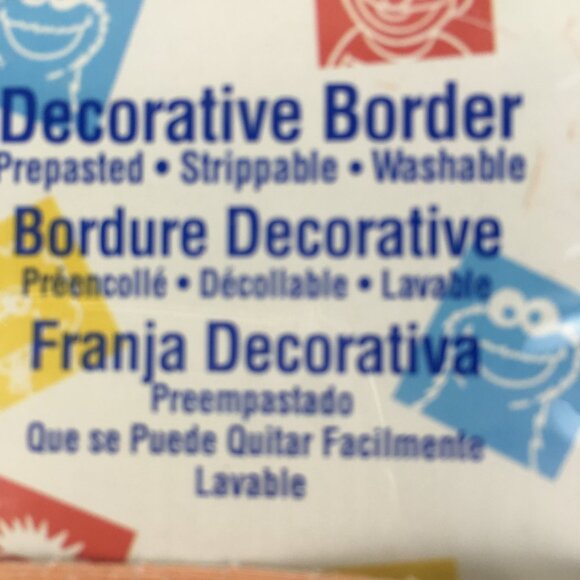 Decorative Border
Prepasted • Strippable • Washable
Bordure Decorative
Préencollé • Décollable • Lavable
Franja Decorativa
Preempastado
Que se Puede Quitar Facilmente
Lavable